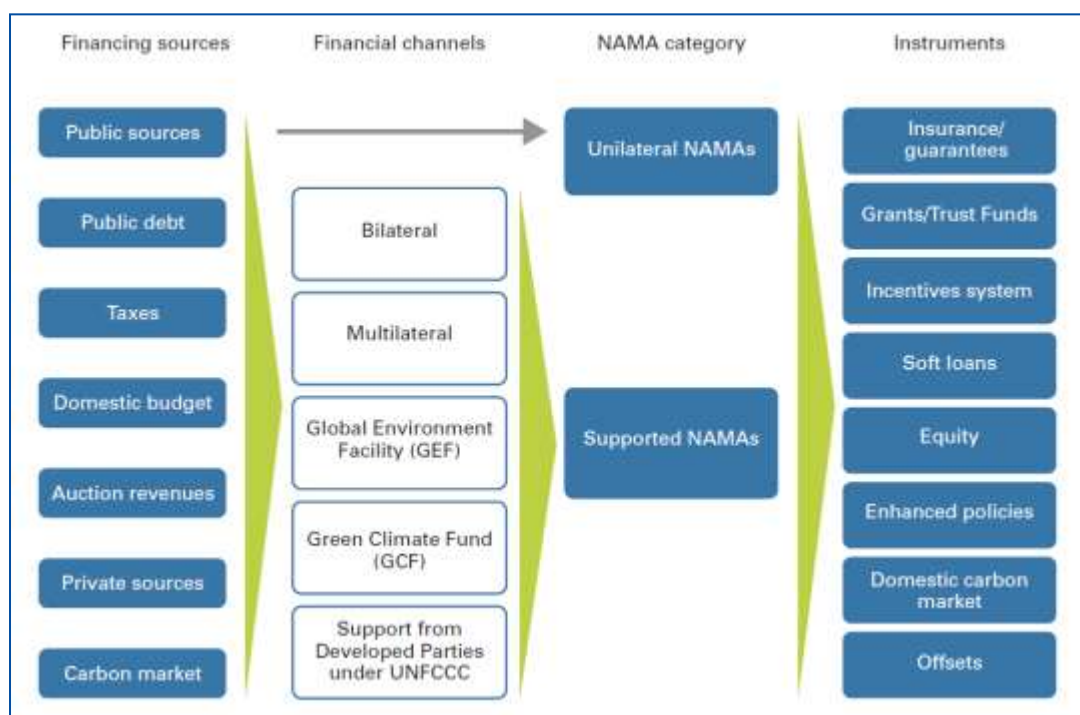 Financing sources
Financial channels
NAMA category
Instruments
Public sources
Public debt
Taxes
Domestic budget
Auction revenues
Private sources
Carbon market
Bilateral
Multilateral
Global Environment
Facility (GEF)
Green Climate Fund
(GCF)
Support from
Developed Parties
under UNFCCC
Unilateral NAMAs
Supported NAMAs
Insurance/
guarantees
Grants/Trust Funds
Incentives system
Soft loans
Equity
Enhanced policies
Domestic carbon
market
Offsets